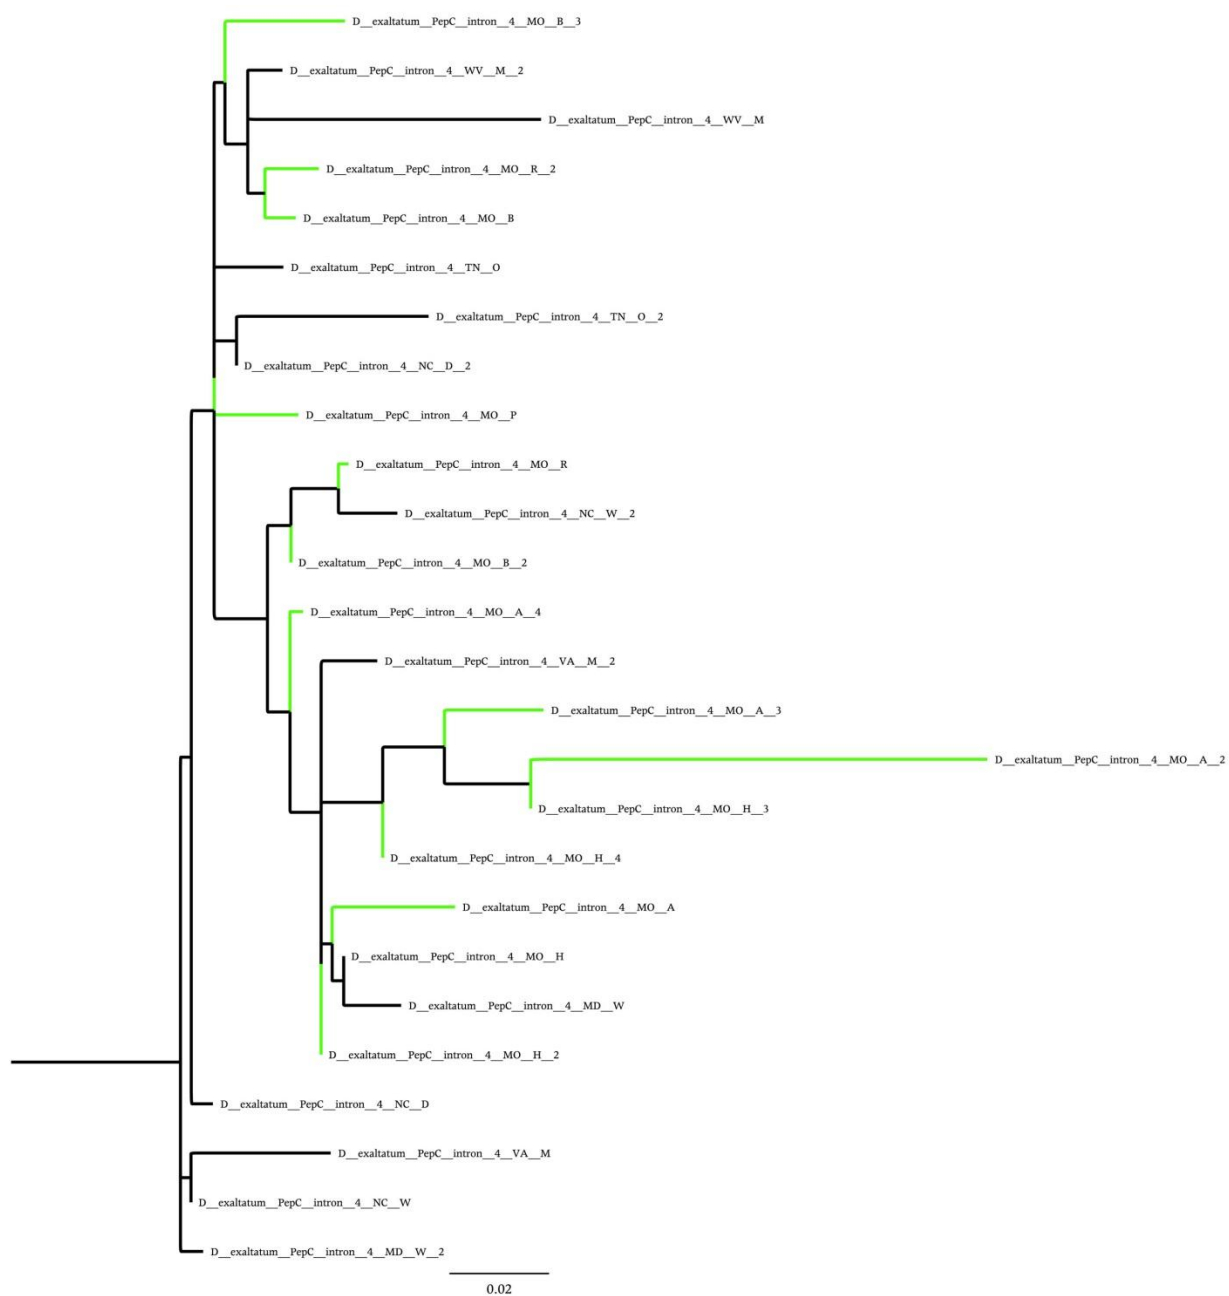 D__exaltatum__PepC__intron__4__MO__B__3
D__exaltatum__PepC__intron__4__WV__M__2
D__exaltatum__PepC__intron__4__WV__M
D__exaltatum__PepC__intron__4__MO__R__2
D__exaltatum__PepC__intron__4__MO__B
D__exaltatum__PepC__intron__4__TN__O
D__exaltatum__PepC__intron__4__TN__O__2
D__exaltatum__PepC__intron__4__NC__D__2
D__exaltatum__PepC__intron__4__MO__P
D__exaltatum__PepC__intron__4__MO__R
D__exaltatum__PepC__intron__4__NC__W__2
D__exaltatum__PepC__intron__4__MO__B__2
D__exaltatum__PepC__intron__4__MO__A__4
D__exaltatum__PepC__intron__4__VA__M__2
D__exaltatum__PepC__intron__4__MO__A__3
D__exaltatum__PepC__intron__4__MO__A__2
D__exaltatum__PepC__intron__4__MO__H__3
D__exaltatum__PepC__intron__4__MO__H__4
D__exaltatum__PepC__intron__4__MO__A
D__exaltatum__PepC__intron__4__MO__H
D__exaltatum__PepC__intron__4__MD__W
D__exaltatum__PepC__intron__4__MO__H__2
D__exaltatum__PepC__intron__4__NC__D
D__exaltatum__PepC__intron__4__VA__M
D__exaltatum__PepC__intron__4__NC__W
D__exaltatum__PepC__intron__4__MD__W__2
0.02